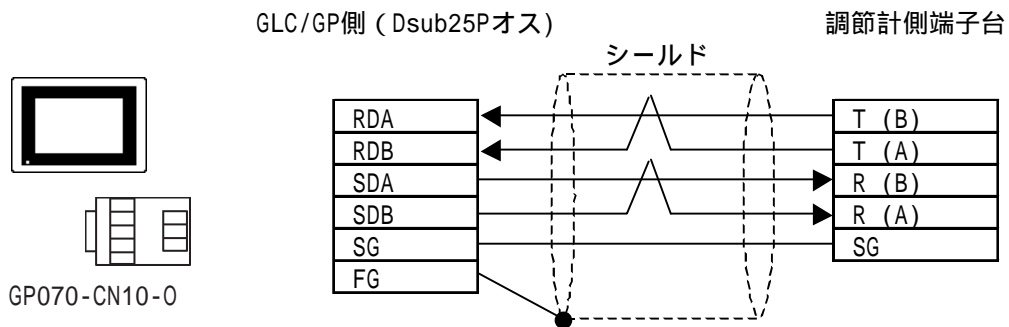 GLC/GP側（Dsub25Pオス)
調節計側端子台
シールド
RDA
RDB
SDA
SDB
SG
FG
T (B)
T (A)
R (B)
R (A)
SG
GP070-CN10-O